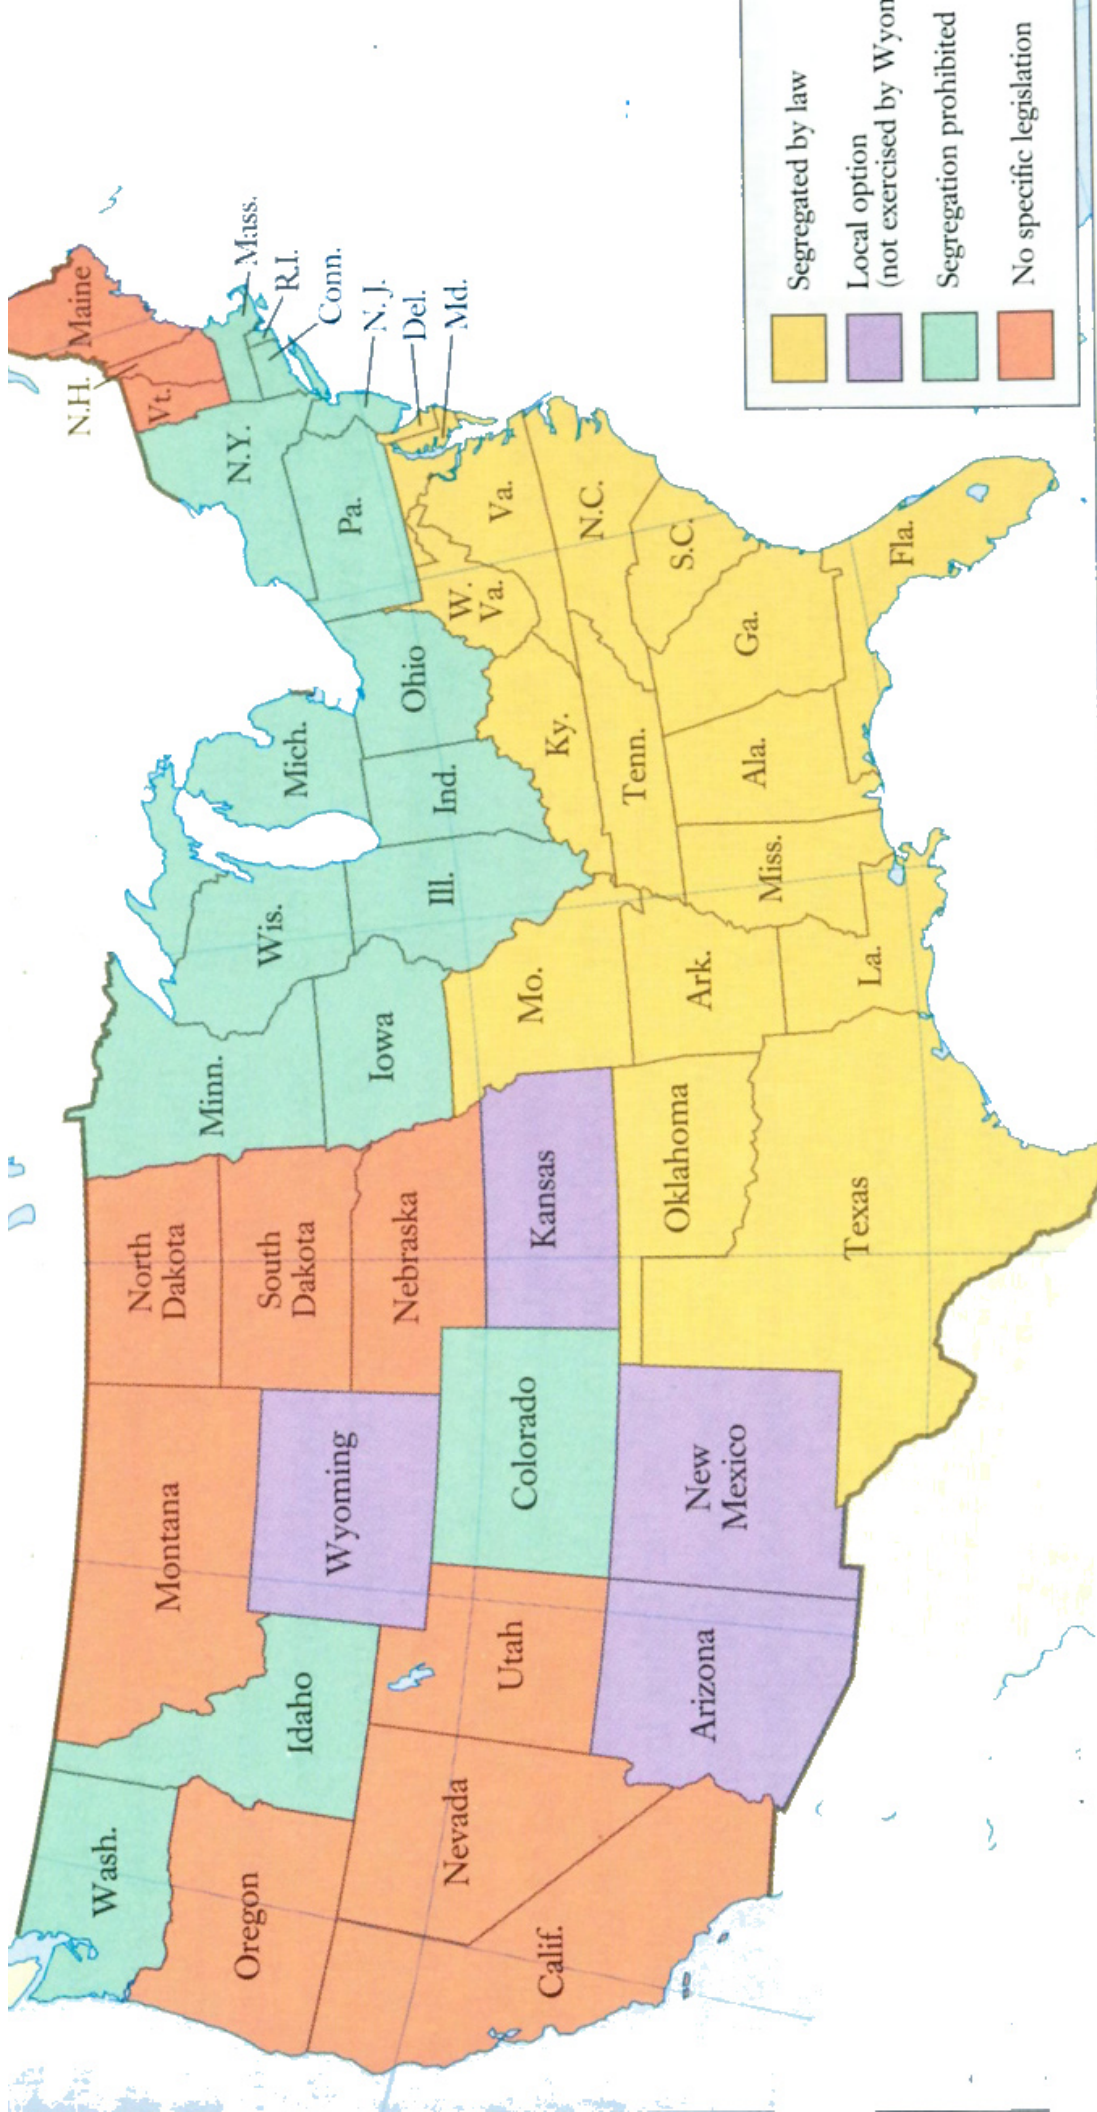 Wash.
Oregon
Calif.
Nevada
Idaho
Montana
Wyoming
Utah
Arizona
Colorado
New
Mexico
North
Dakota
South
Dakota
Nebraska
Kansas
Oklahoma
Texas
Minn.
Iowa
Mo.
Ark.
La.
Wis.
Ill.
Mich.
Ind.
Ohio
Ky.
Tenn.
Miss.
Ala.
Ga.
Fla.
S.C.
N.C.
Va.
W.
Va.
Pa.
N.Y.
Vt.
N.H.
Maine
Mass.
R.I.
Conn.
N.J.
Del.
Md.
Segregated by law
Local option
(not exercised by Wyom
Segregation prohibited
No specific legislation